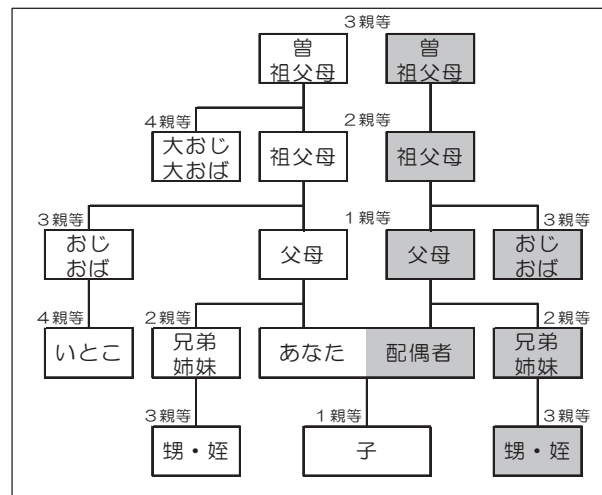 3親等
曽
祖父母
曽
祖父母
4親等
大おじ
大おば
祖父母
2親等
祖父母
3親等
おじ
おば
父母
1親等
父母
3親等
おじ
おば
4親等
いとこ
2親等
兄弟
姉妹
あなた
配偶者
2親等
兄弟
姉妹
3親等
甥・姪
1親等
子
3親等
甥・姪